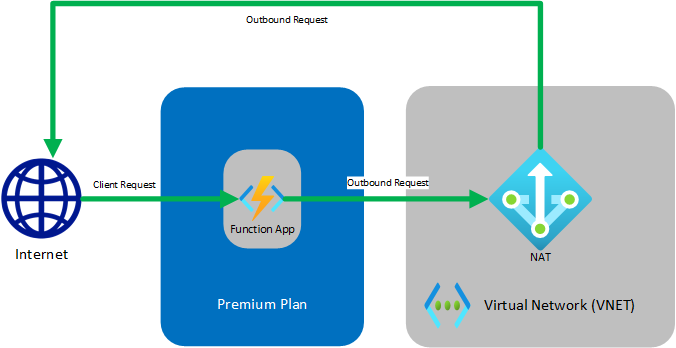 Outbound Request
Client Request
Outbound Request
Function App
Internet
NAT
Premium Plan
Virtual Network (VNET)